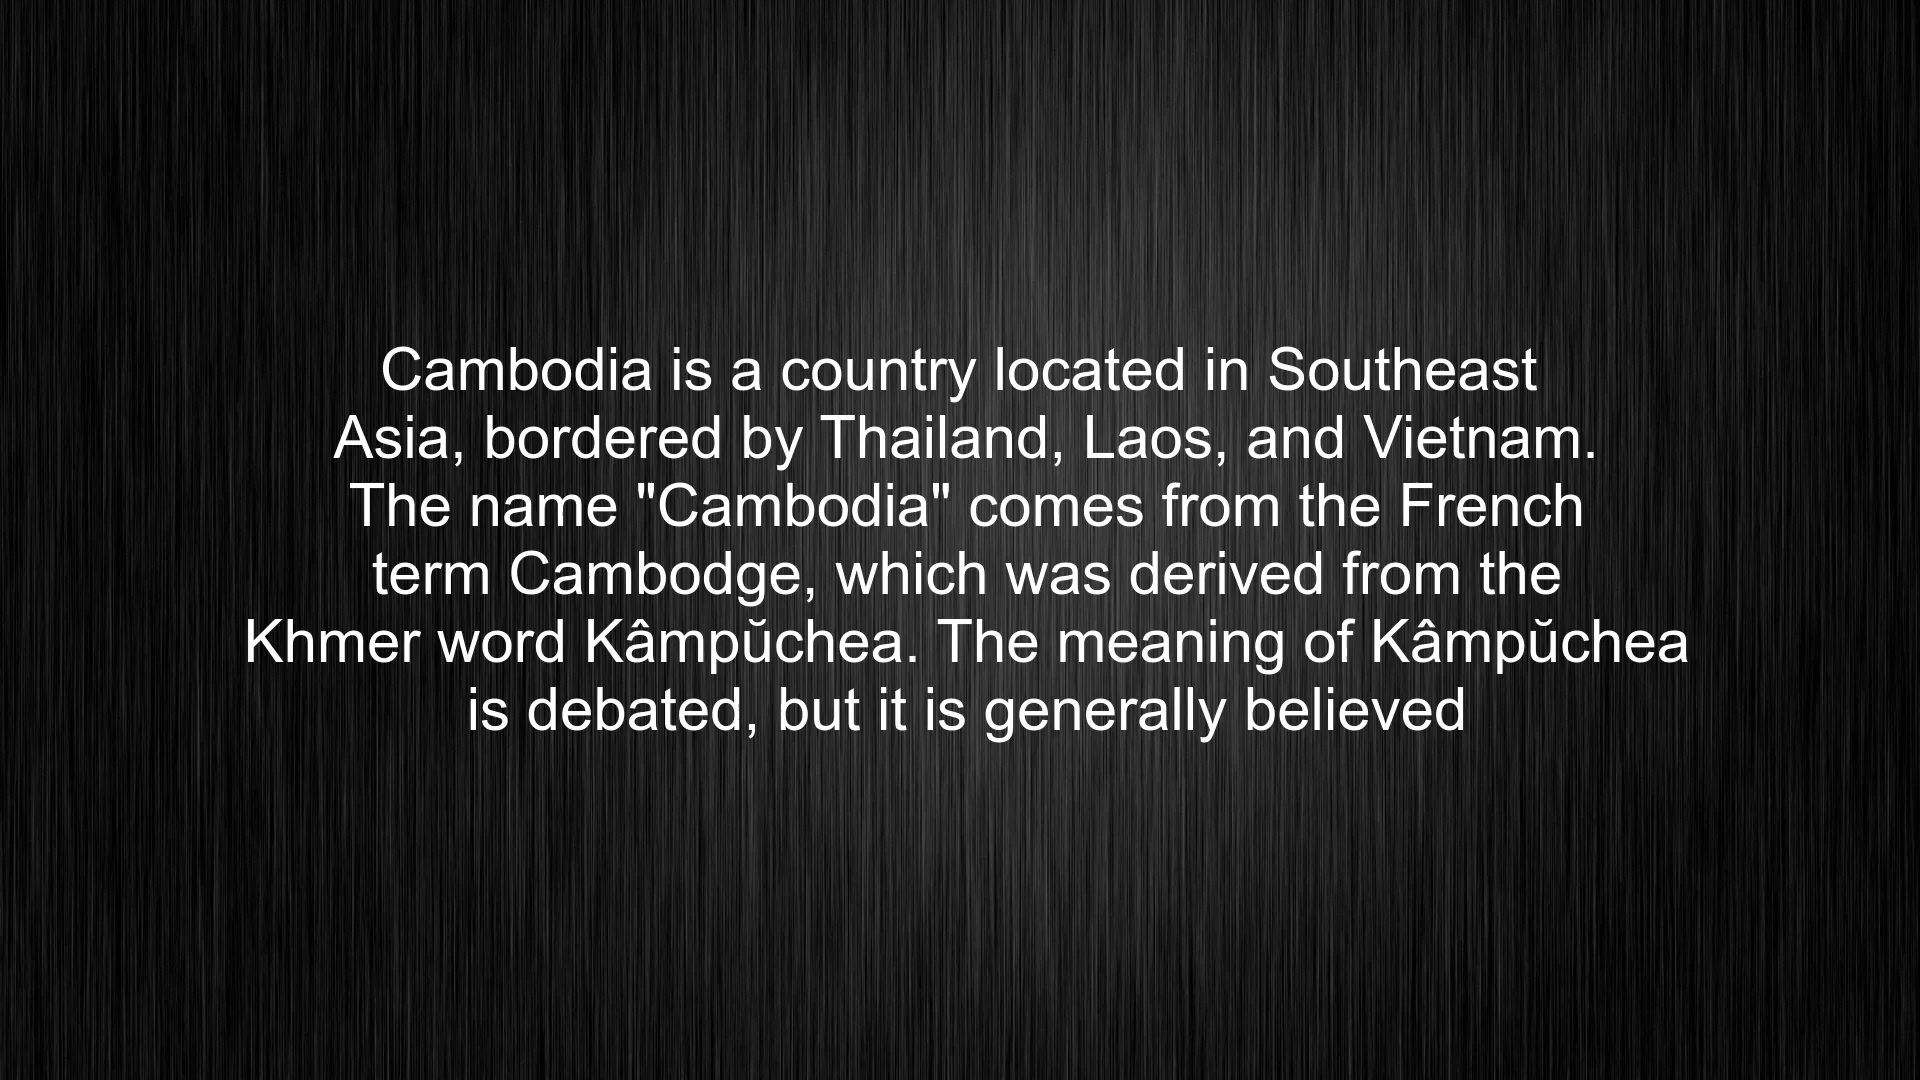 Cambodia is a country located in Southeast
Asia, bordered by Thailand, Laos, and Vietnam.
The name "Cambodia" comes from the French
term Cambodge, which was derived from the
Khmer word Kâmpŭchea. The meaning of Kâmpŭchea
is debated, but it is generally believed